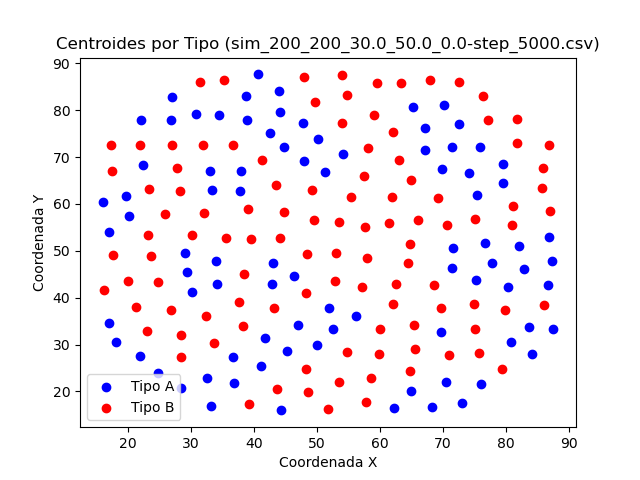 Centroides por Tipo (sim_200_200_30.0_50.0_0.0-step_5000.csv)
90
80
70
60
50
40
30
20
Coordenada Y
Tipo A
Tipo B
20 30 40 50 60 70 80 90
Coordenada X